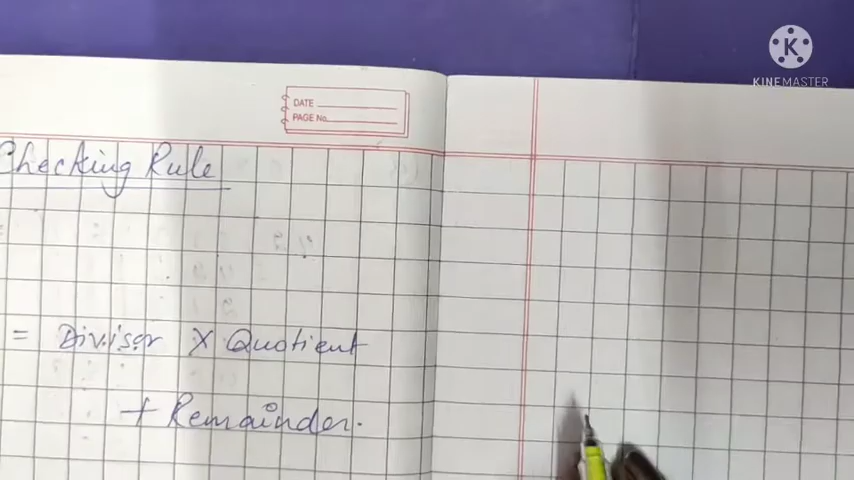 KINEMASTER
DATE
PAGE No.
Checking Rule
= Divisor X Quotient
+ Remainder.